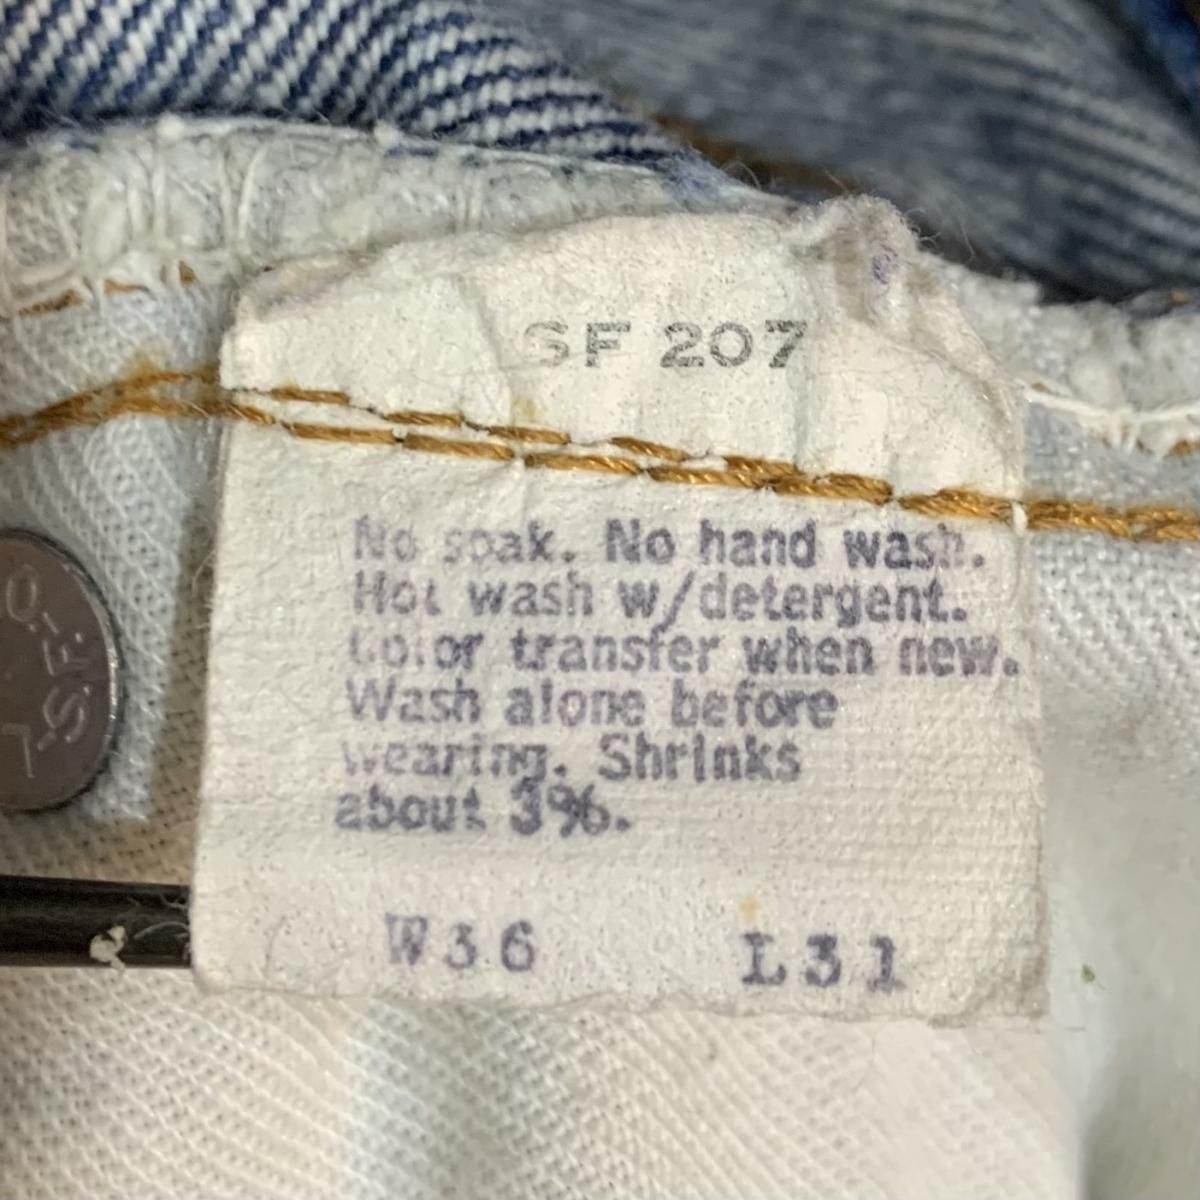 SF 207
No soak. No hand wash.
Hot wash w/detergent.
Color transfer when new.
Wash alone before
wearing. Shrinks
about 3%.
W36 L31
O.
S.F.
L